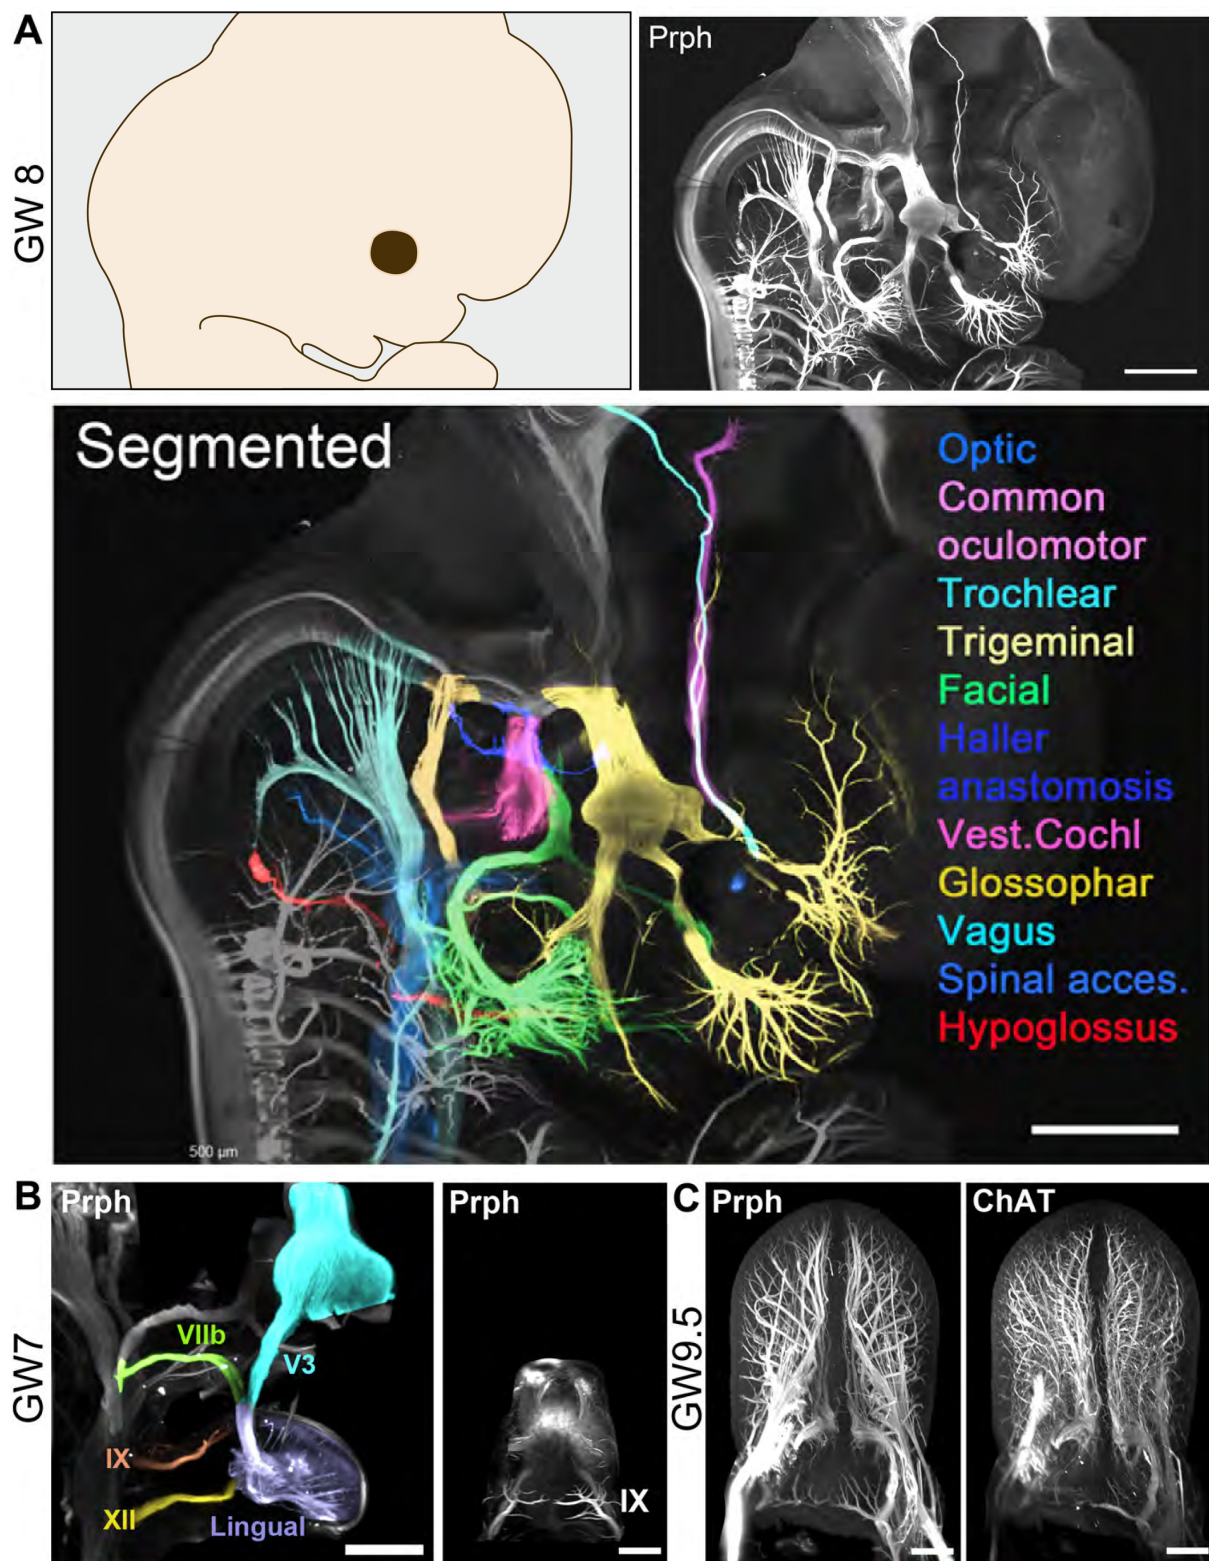 A
GW 8
Prph
Segmented
Optic
Common
oculomotor
Trochlear
Trigeminal
Facial
Haller
anastomosis
Vest.Cochl
Glossophar
Vagus
Spinal acces.
Hypoglossus
500 µm
B
GW7
Prph
VIIb
V3
IX
XII
Lingual
Prph
IX
C
GW9.5
Prph
ChAT